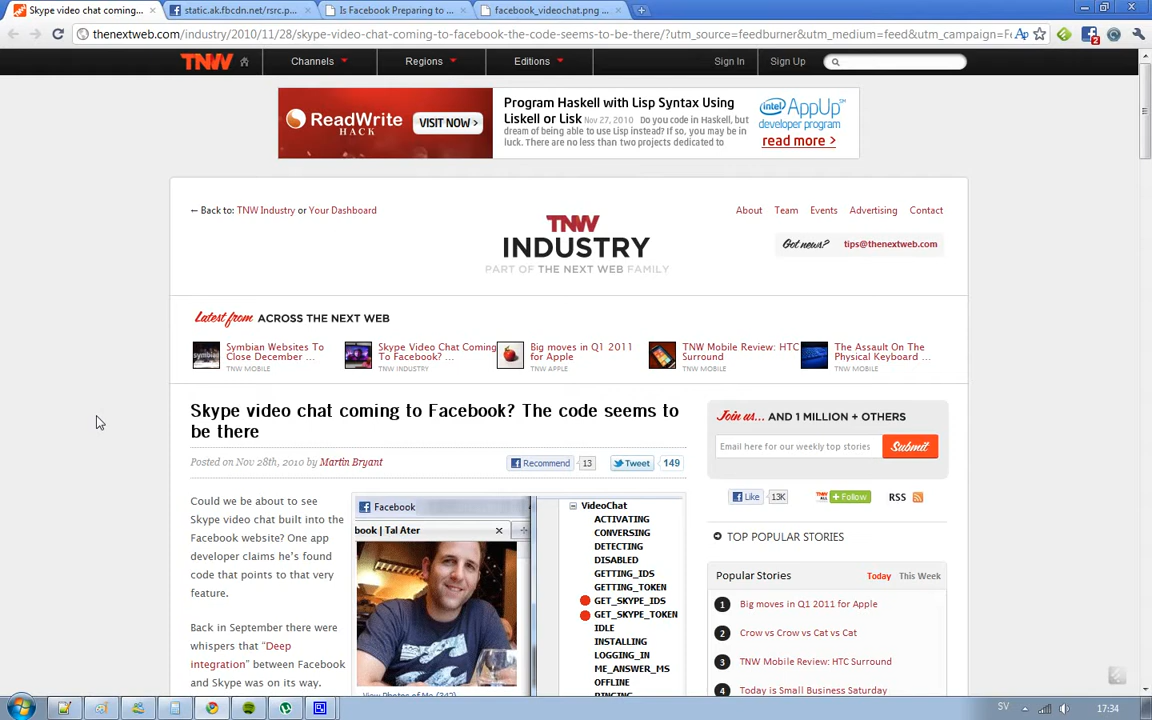 Skype video chat coming...
static.ak.fbcdn.net/rsrc.p...
Is Facebook Preparing to ...
facebook_videochat.png ...
thenextweb.com/industry/2010/11/28/skype-video-chat-coming-to-facebook-the-code-seems-to-be-there/?utm_source=feedburner&utm_medium=feed&utm_campaign=F
2
TNW
Channels
Regions
Editions
Sign In
Sign Up
ReadWrite
HACK
VISIT NOW >
Program Haskell with Lisp Syntax Using
Liskell or Lisk Nov 27, 2010 Do you code in Haskell, but
dream of being able to use Lisp instead? If so, you may be in
luck. There are no less than two projects dedicated to
intel AppUp
developer program
read more >
← Back to: TNW Industry or Your Dashboard
TNW
INDUSTRY
PART OF THE NEXT WEB FAMILY
About Team Events Advertising Contact
Got news? tips@thenextweb.com
Latest from ACROSS THE NEXT WEB
symbian
Symbian Websites To
Close December ...
TNW MOBILE
Skype Video Chat Coming
To Facebook? ...
TNW INDUSTRY
Big moves in Q1 2011
for Apple
TNW APPLE
TNW Mobile Review: HTC
Surround
TNW MOBILE
The Assault On The
Physical Keyboard ...
TNW MOBILE
Skype video chat coming to Facebook? The code seems to
be there
Posted on Nov 28th, 2010 by Martin Bryant
Recommend 13
Tweet 149
Could we be about to see
Skype video chat built into the
Facebook website? One app
developer claims he's found
code that points to that very
feature.
Back in September there were
whispers that "Deep
integration" between Facebook
and Skype was on its way.
Facebook
book | Tal Ater
View Photos of Me (342)
VideoChat
ACTIVATING
CONVERSING
DETECTING
DISABLED
GETTING_IDS
GETTING_TOKEN
GET_SKYPE_IDS
GET_SKYPE_TOKEN
IDLE
INSTALLING
LOGGING_IN
ME_ANSWER_MS
OFFLINE
RINGING
Join us... AND 1 MILLION + OTHERS
Email here for our weekly top stories
Submit
Like 13K
+ Follow
RSS
TOP POPULAR STORIES
Popular Stories
Today
This Week
1 Big moves in Q1 2011 for Apple
2 Crow vs Crow vs Cat vs Cat
3 TNW Mobile Review: HTC Surround
4 Today is Small Business Saturday
SV
17:34